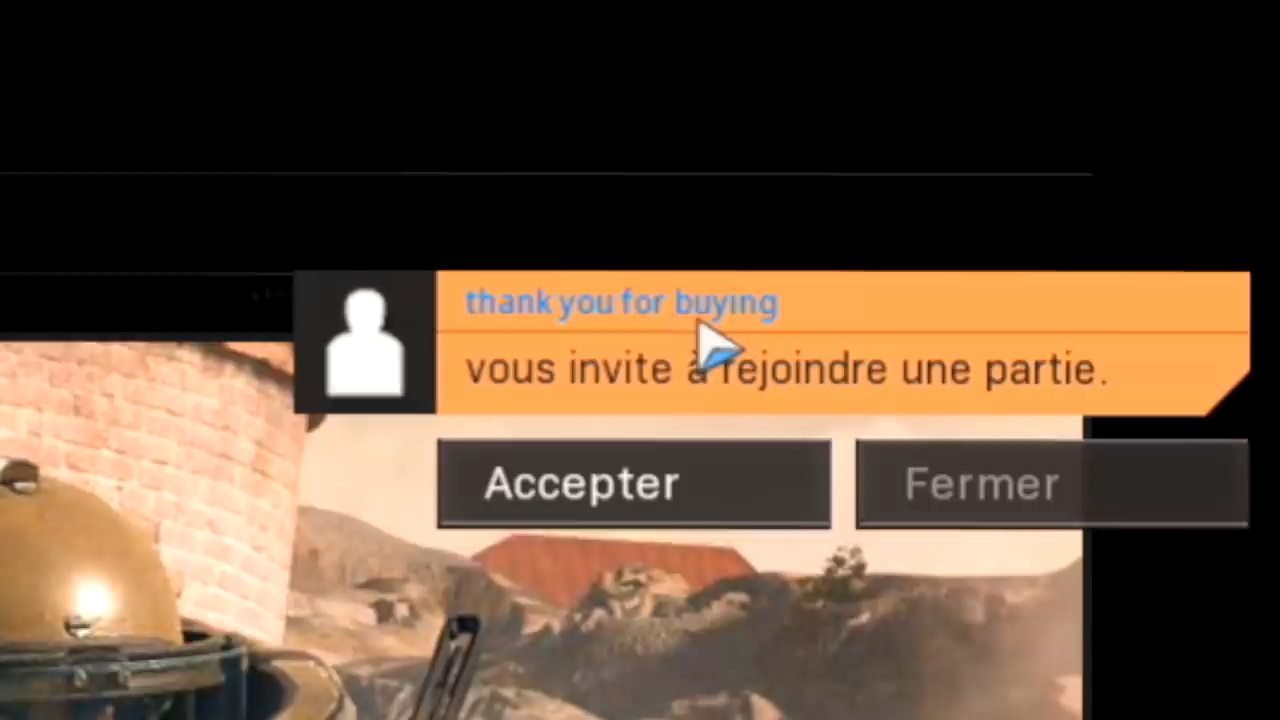 thank you for buying
vous invite à rejoindre une partie.
Accepter
Fermer